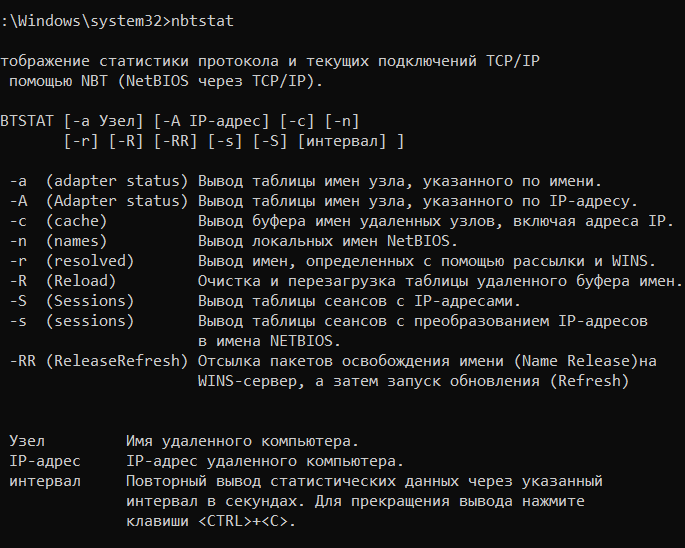 :\Windows\system32>nbtstat
тображение статистики протокола и текущих подключений TCP/IP
помощью NBT (NetBIOS через TCP/IP).
BTSTAT [-a Узел] [-A IP-адрес] [-c] [-n]
[-r] [-R] [-RR] [-s] [-S] [интервал] ]
-a (adapter status) Вывод таблицы имен узла, указанного по имени.
-A (Adapter status) Вывод таблицы имен узла, указанного по IP-адресу.
-c (cache) Вывод буфера имен удаленных узлов, включая адреса IP.
-n (names) Вывод локальных имен NetBIOS.
-r (resolved) Вывод имен, определенных с помощью рассылки и WINS.
-R (Reload) Очистка и перезагрузка таблицы удаленного буфера имен.
-S (Sessions) Вывод таблицы сеансов с IP-адресами.
-s (sessions) Вывод таблицы сеансов с преобразованием IP-адресов
в имена NETBIOS.
-RR (ReleaseRefresh) Отсылка пакетов освобождения имени (Name Release)на
WINS-сервер, а затем запуск обновления (Refresh)
Узел Имя удаленного компьютера.
IP-адрес IP-адрес удаленного компьютера.
интервал Повторный вывод статистических данных через указанный
интервал в секундах. Для прекращения вывода нажмите
клавиши <CTRL>+<C>.